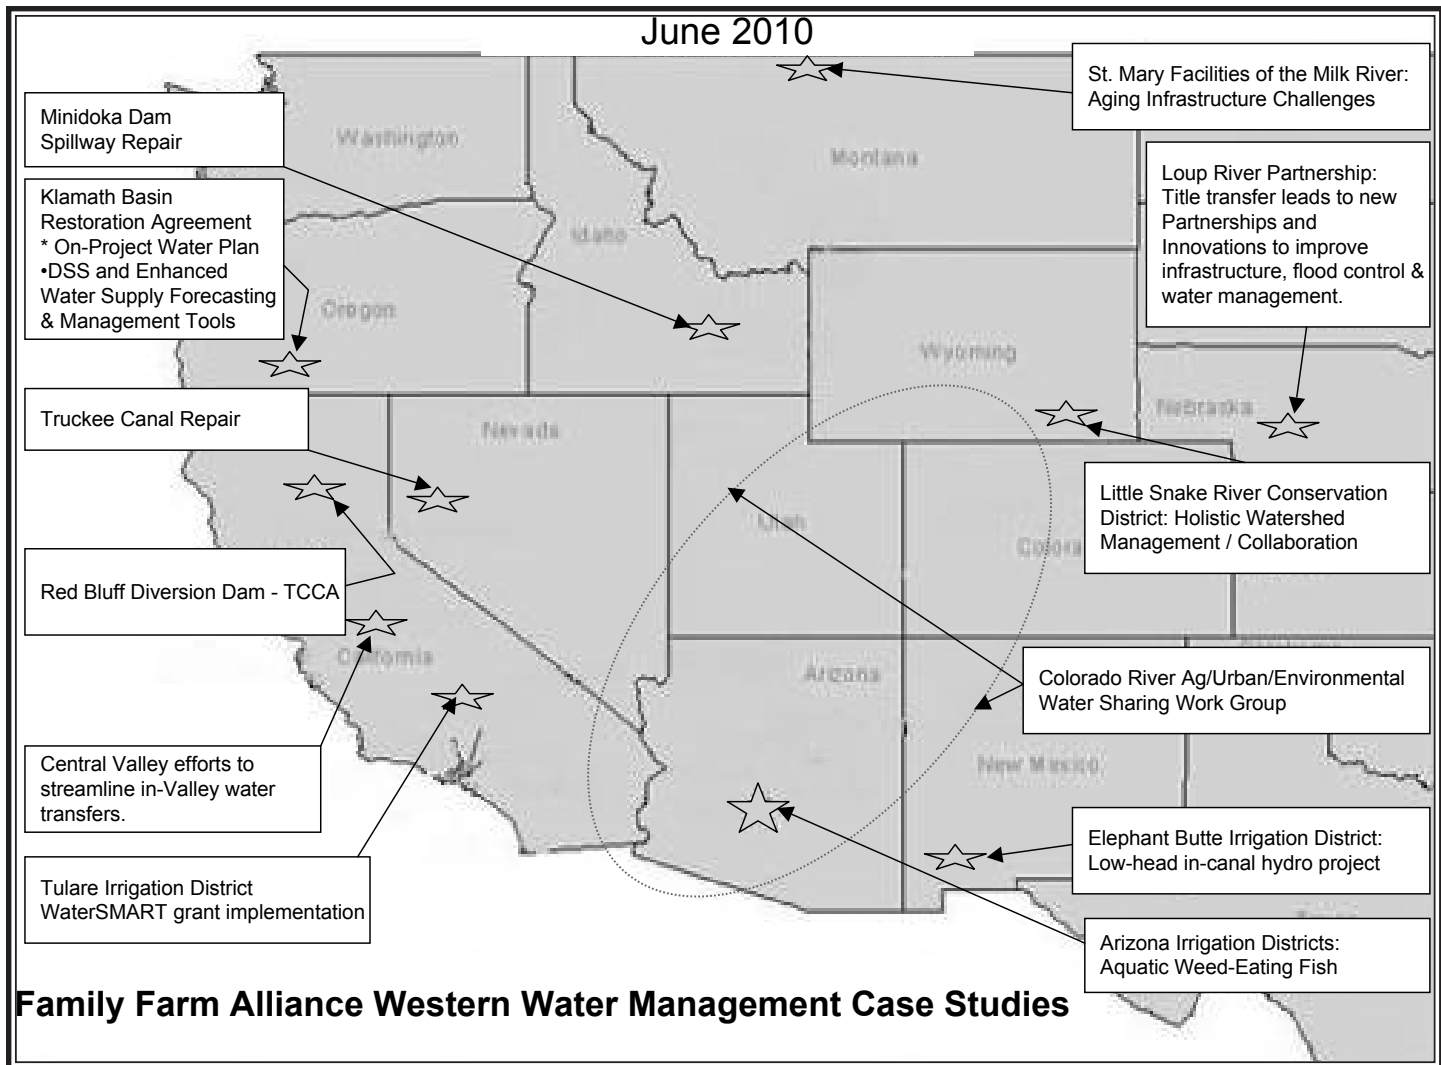 June 2010
St. Mary Facilities of the Milk River:
Aging Infrastructure Challenges
Minidoka Dam
Spillway Repair
Washington
Montana
Loup River Partnership:
Title transfer leads to new
Partnerships and
Innovations to improve
infrastructure, flood control &
water management.
Klamath Basin
Restoration Agreement
* On-Project Water Plan
•DSS and Enhanced
Water Supply Forecasting
& Management Tools
Idaho
Oregon
Wyoming
Nebraska
Truckee Canal Repair
Nevada
Utah
Colora
Little Snake River Conservation
District: Holistic Watershed
Management / Collaboration
Red Bluff Diversion Dam - TCCA
California
Arizona
Colorado River Ag/Urban/Environmental
Water Sharing Work Group
New Mexico
Central Valley efforts to
streamline in-Valley water
transfers.
Elephant Butte Irrigation District:
Low-head in-canal hydro project
Tulare Irrigation District
WaterSMART grant implementation
Arizona Irrigation Districts:
Aquatic Weed-Eating Fish
Family Farm Alliance Western Water Management Case Studies